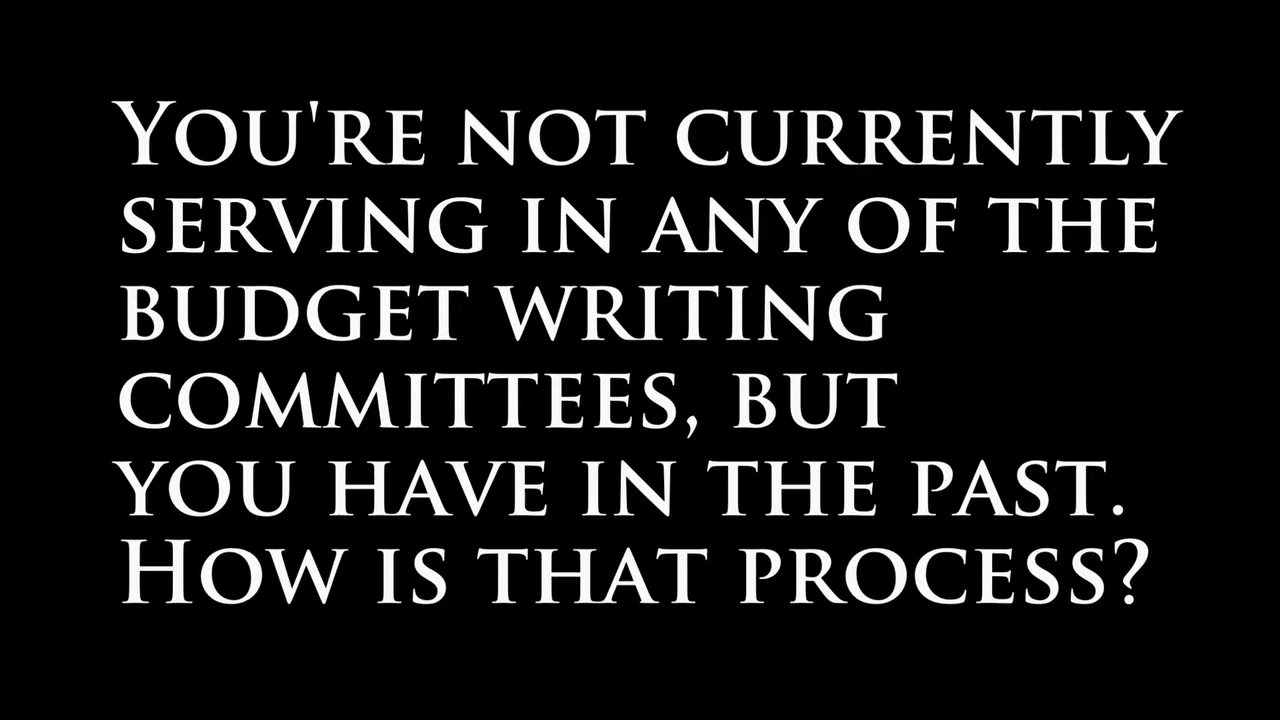 You're not currently
serving in any of the
budget writing
committees, but
you have in the past.
How is that process?